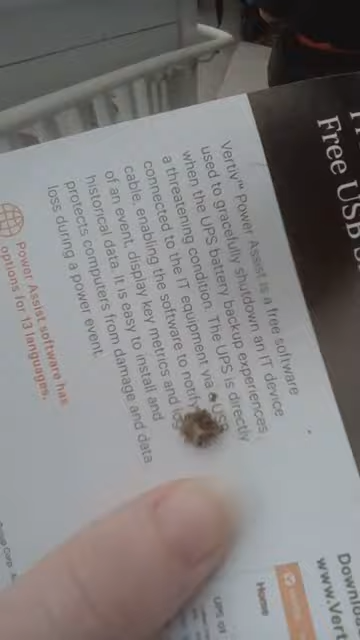 Free USB
Vertiv™ Power Assist is a free software
used to gracefully shutdown an IT device
when the UPS battery backup experiences
a threatening condition. The UPS is directly
connected to the IT equipment via a USB
cable, enabling the software to notify
of an event, display key metrics and log
historical data. It is easy to install and
protects computers from damage and data
loss during a power event.
Power Assist software has
options for 13 languages.
Home
www.Ver